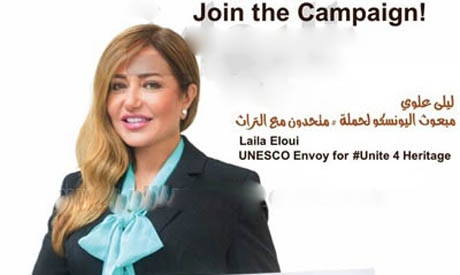 Join the Campaign!
ليلى علوي
مبعوث اليونسكو لحملة # متحدون مع التراث
Laila Eloui
UNESCO Envoy for #Unite 4 Heritage